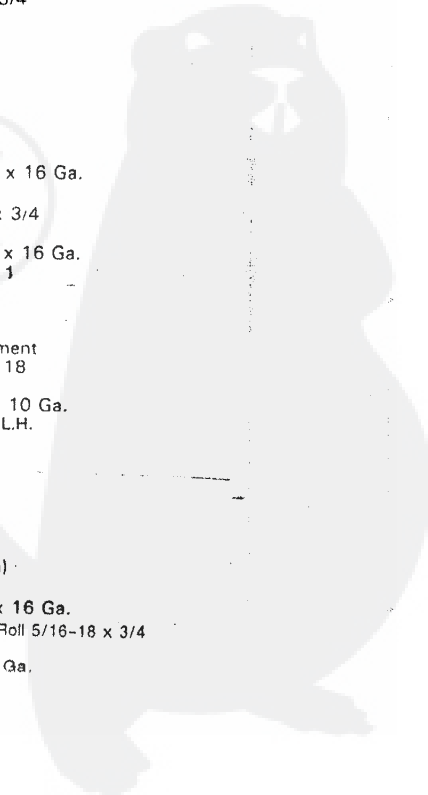 3/4
x 16 Ga.
x 3/4
x 16 Ga.
1
ment
18
10 Ga.
L.H.
)
x 16 Ga.
Roll 5/16-18 x 3/4
Ga.